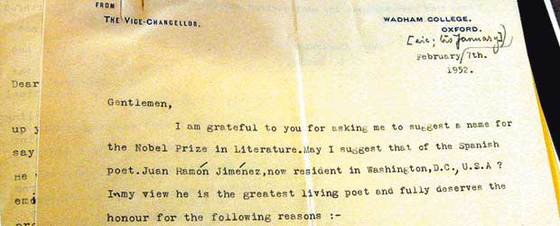 FROM
THE VICE-CHANCELLOR.
WADHAM COLLEGE,
OXFORD.
[sic; January]
February 7th.
1952.
Dear
up
say
Gentlemen,
I am grateful to you for asking me to suggest a name for
the Nobel Prize in Literature.May I suggest that of the Spanish
poet.Juan Ramón Jiménez,now resident in Washington,D.C., U.S.A ?
In my view he is the greatest living poet and fully deserves the
honour for the following reasons :-